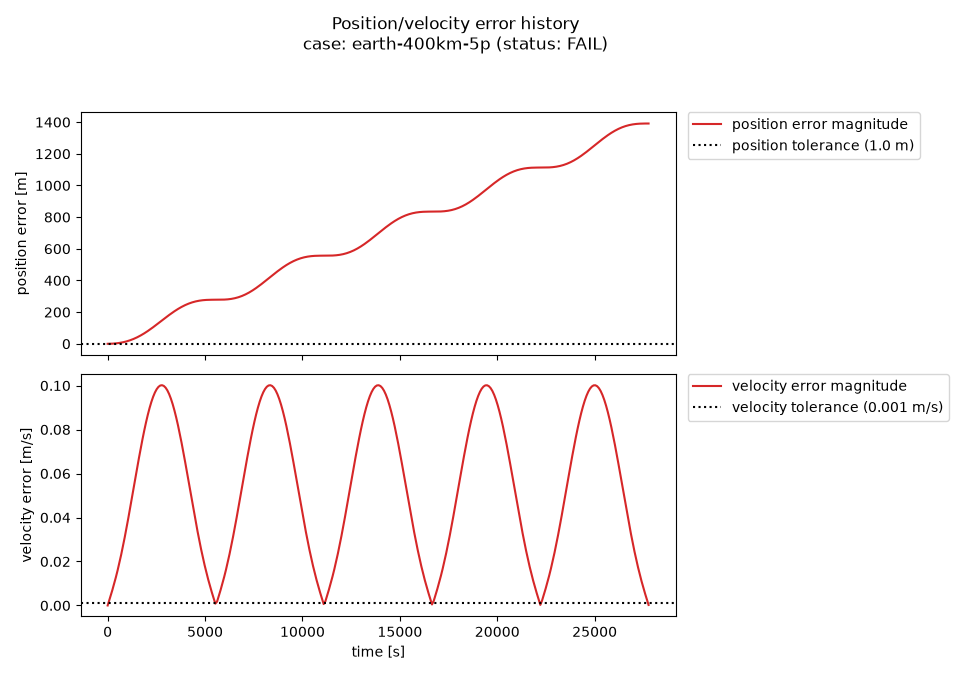 Position/velocity error history
case: earth-400km-5p (status: FAIL)
1400
1200
1000
800
600
400
200
0
position error [m]
position error magnitude
position tolerance (1.0 m)
0.10
0.08
0.06
0.04
0.02
0.00
velocity error [m/s]
velocity error magnitude
velocity tolerance (0.001 m/s)
0 5000 10000 15000 20000 25000
time [s]